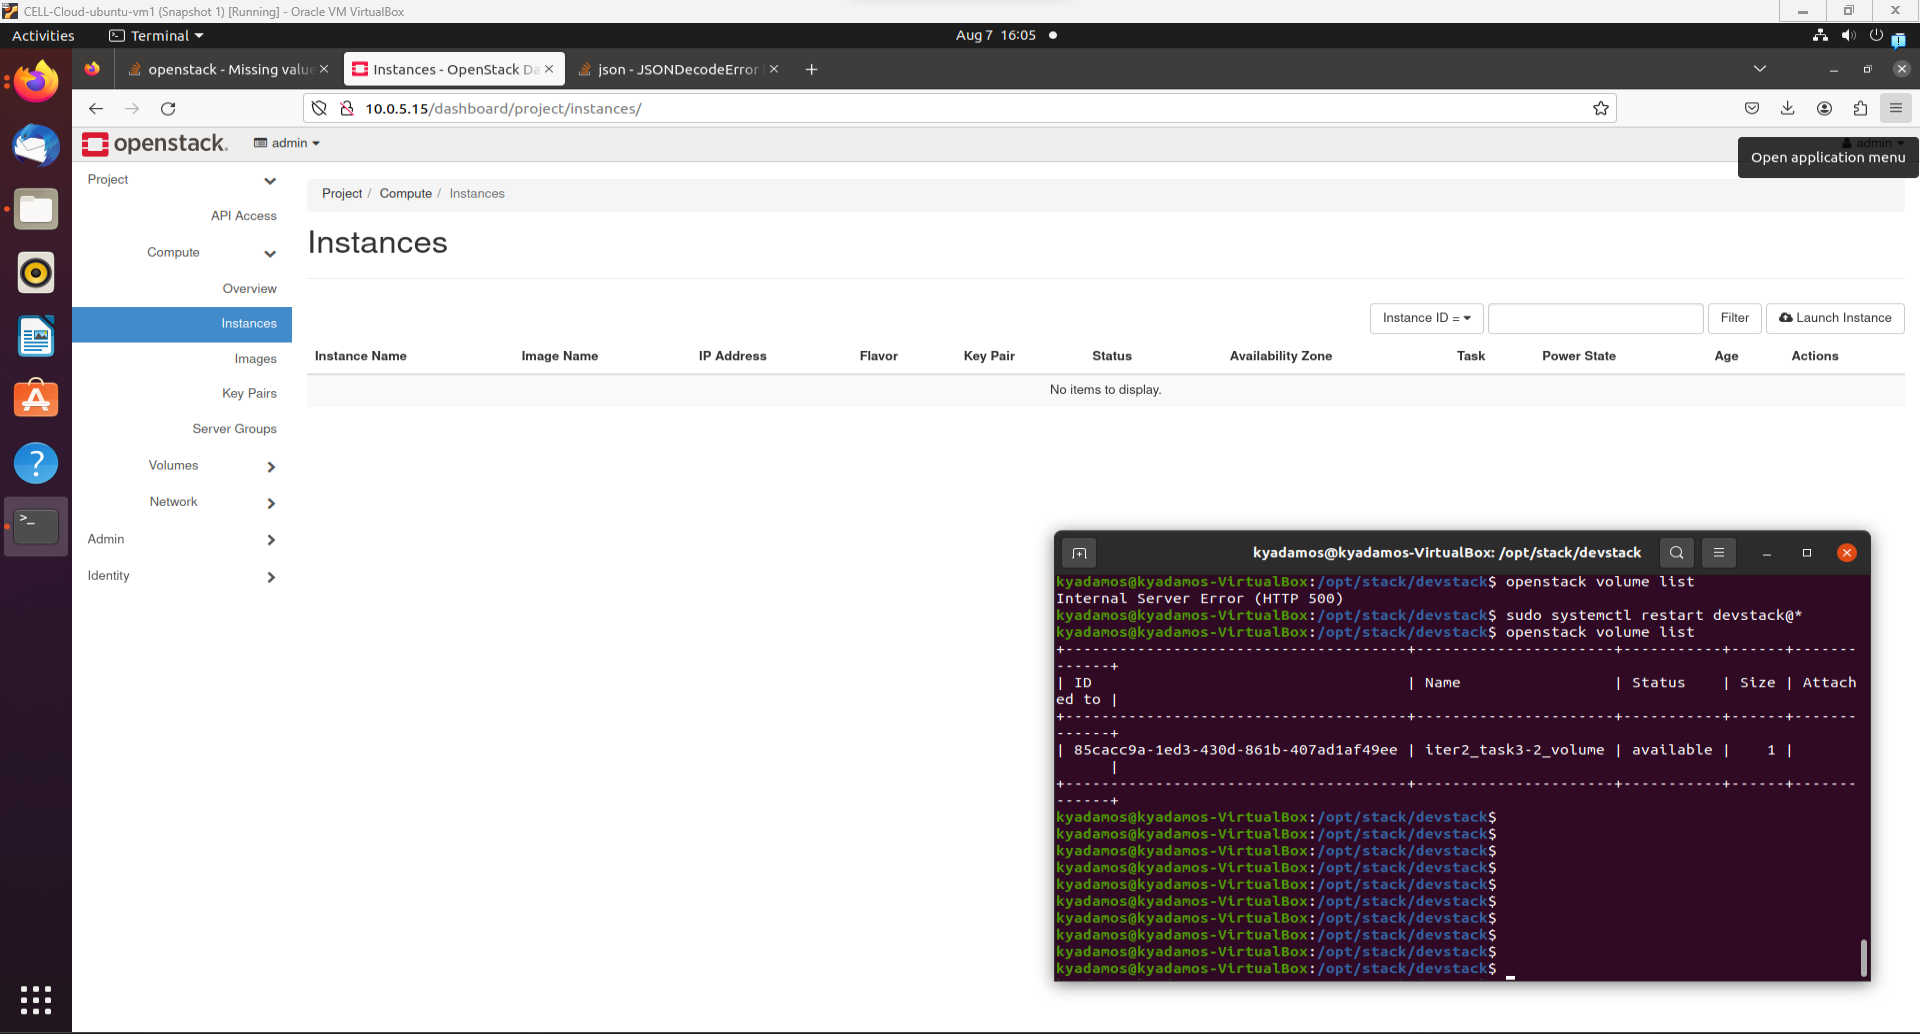 CELL-Cloud-ubuntu-vm1 (Snapshot 1) [Running] - Oracle VM VirtualBox
Activities Terminal Aug 7 16:05
openstack - Missing value Instances - OpenStack Da json - JSONDecodeError
10.0.5.15/dashboard/project/instances/
openstack. admin admin
Open application menu
Project
API Access
Compute
Overview
Instances
Images
Key Pairs
Server Groups
Volumes
Network
Admin
Identity
Project / Compute / Instances
Instances
Instance ID = Filter Launch Instance
Instance Name Image Name IP Address Flavor Key Pair Status Availability Zone Task Power State Age Actions
No items to display.
kyadamos@kyadamos-VirtualBox: /opt/stack/devstack
kyadamos@kyadamos-VirtualBox:/opt/stack/devstack$ openstack volume list
Internal Server Error (HTTP 500)
kyadamos@kyadamos-VirtualBox:/opt/stack/devstack$ sudo systemctl restart devstack@*
kyadamos@kyadamos-VirtualBox:/opt/stack/devstack$ openstack volume list
+--------------------------------------+----------------------+-----------+------+-------
------+
| ID | Name | Status | Size | Attach
ed to |
+--------------------------------------+----------------------+-----------+------+-------
------+
| 85cacc9a-1ed3-430d-861b-407ad1af49ee | iter2_task3-2_volume | available | 1 |
|
+--------------------------------------+----------------------+-----------+------+-------
------+
kyadamos@kyadamos-VirtualBox:/opt/stack/devstack$
kyadamos@kyadamos-VirtualBox:/opt/stack/devstack$
kyadamos@kyadamos-VirtualBox:/opt/stack/devstack$
kyadamos@kyadamos-VirtualBox:/opt/stack/devstack$
kyadamos@kyadamos-VirtualBox:/opt/stack/devstack$
kyadamos@kyadamos-VirtualBox:/opt/stack/devstack$
kyadamos@kyadamos-VirtualBox:/opt/stack/devstack$
kyadamos@kyadamos-VirtualBox:/opt/stack/devstack$
kyadamos@kyadamos-VirtualBox:/opt/stack/devstack$
kyadamos@kyadamos-VirtualBox:/opt/stack/devstack$